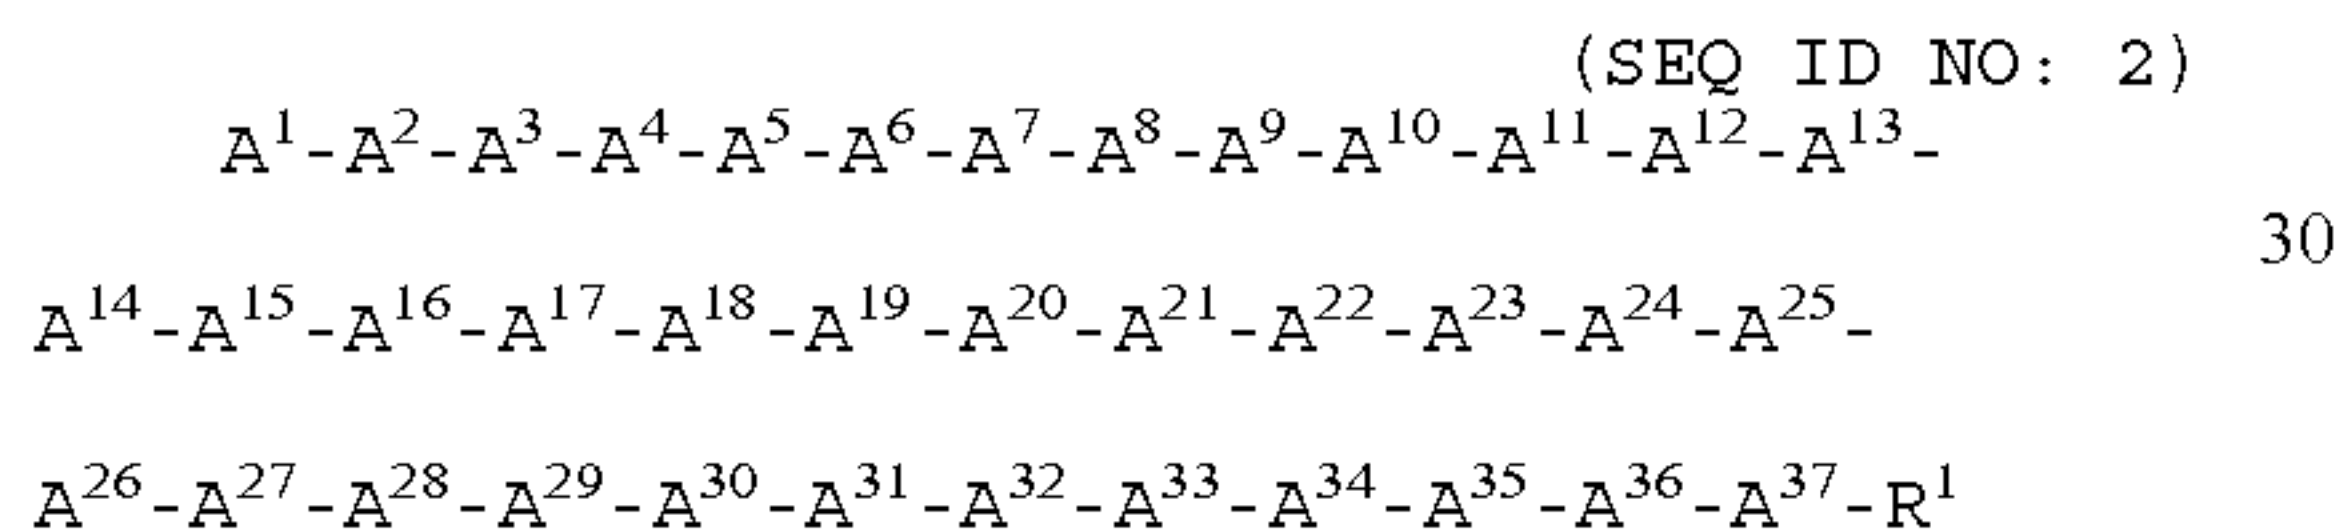 (SEQ ID NO: 2)
A¹-A²-A³-A⁴-A⁵-A⁶-A⁷-A⁸-A⁹-A¹⁰-A¹¹-A¹²-A¹³-
30
A¹⁴-A¹⁵-A¹⁶-A¹⁷-A¹⁸-A¹⁹-A²⁰-A²¹-A²²-A²³-A²⁴-A²⁵-
A²⁶-A²⁷-A²⁸-A²⁹-A³⁰-A³¹-A³²-A³³-A³⁴-A³⁵-A³⁶-A³⁷-R¹